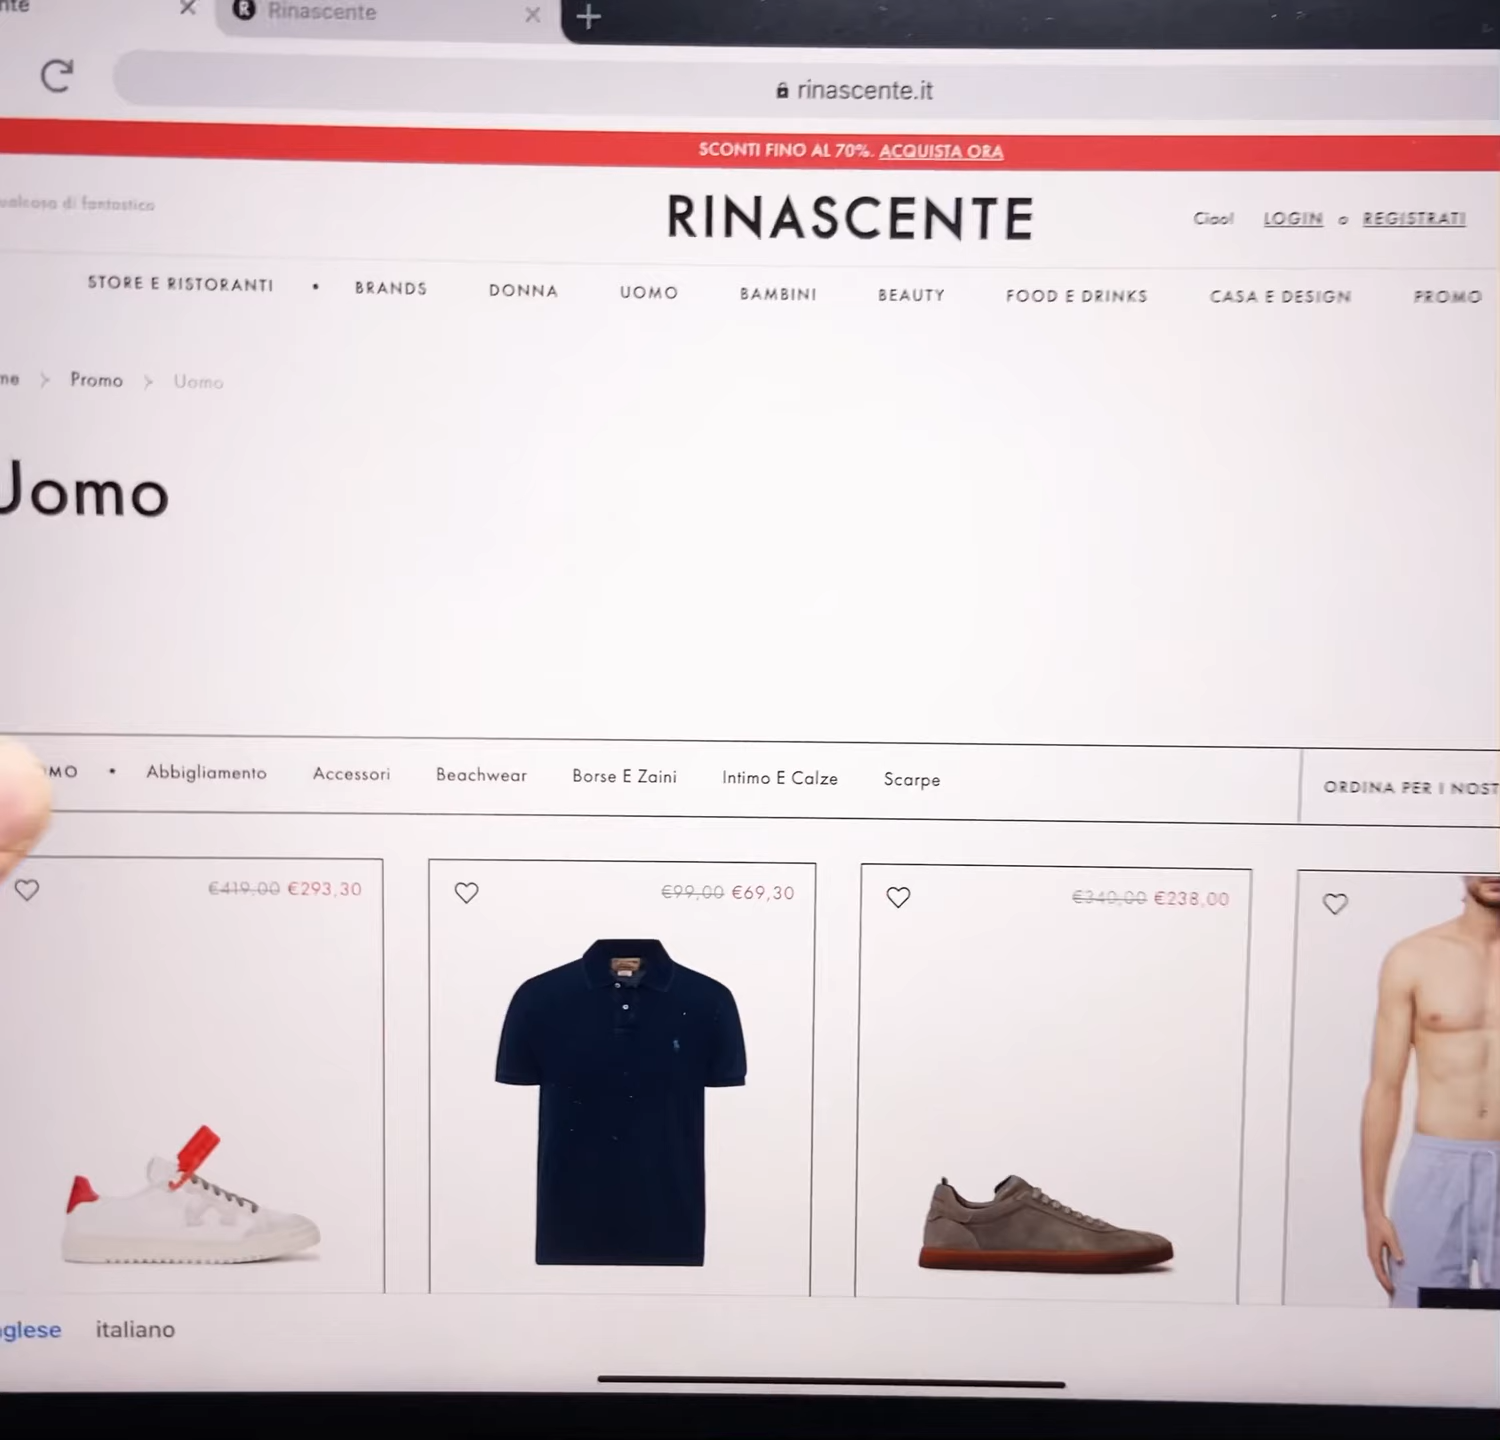 Rinascente
rinascente.it
SCONTI FINO AL 70%. ACQUISTA ORA
di fantastico
RINASCENTE
Ciao! LOGIN o REGISTRATI
STORE E RISTORANTI • BRANDS DONNA UOMO BAMBINI BEAUTY FOOD E DRINKS CASA E DESIGN PROMO
> Promo > Uomo
Uomo
• Abbigliamento Accessori Beachwear Borse E Zaini Intimo E Calze Scarpe
ORDINA PER I NOST
€419,00 €293,30
€99,00 €69,30
€340,00 €238,00
glese italiano